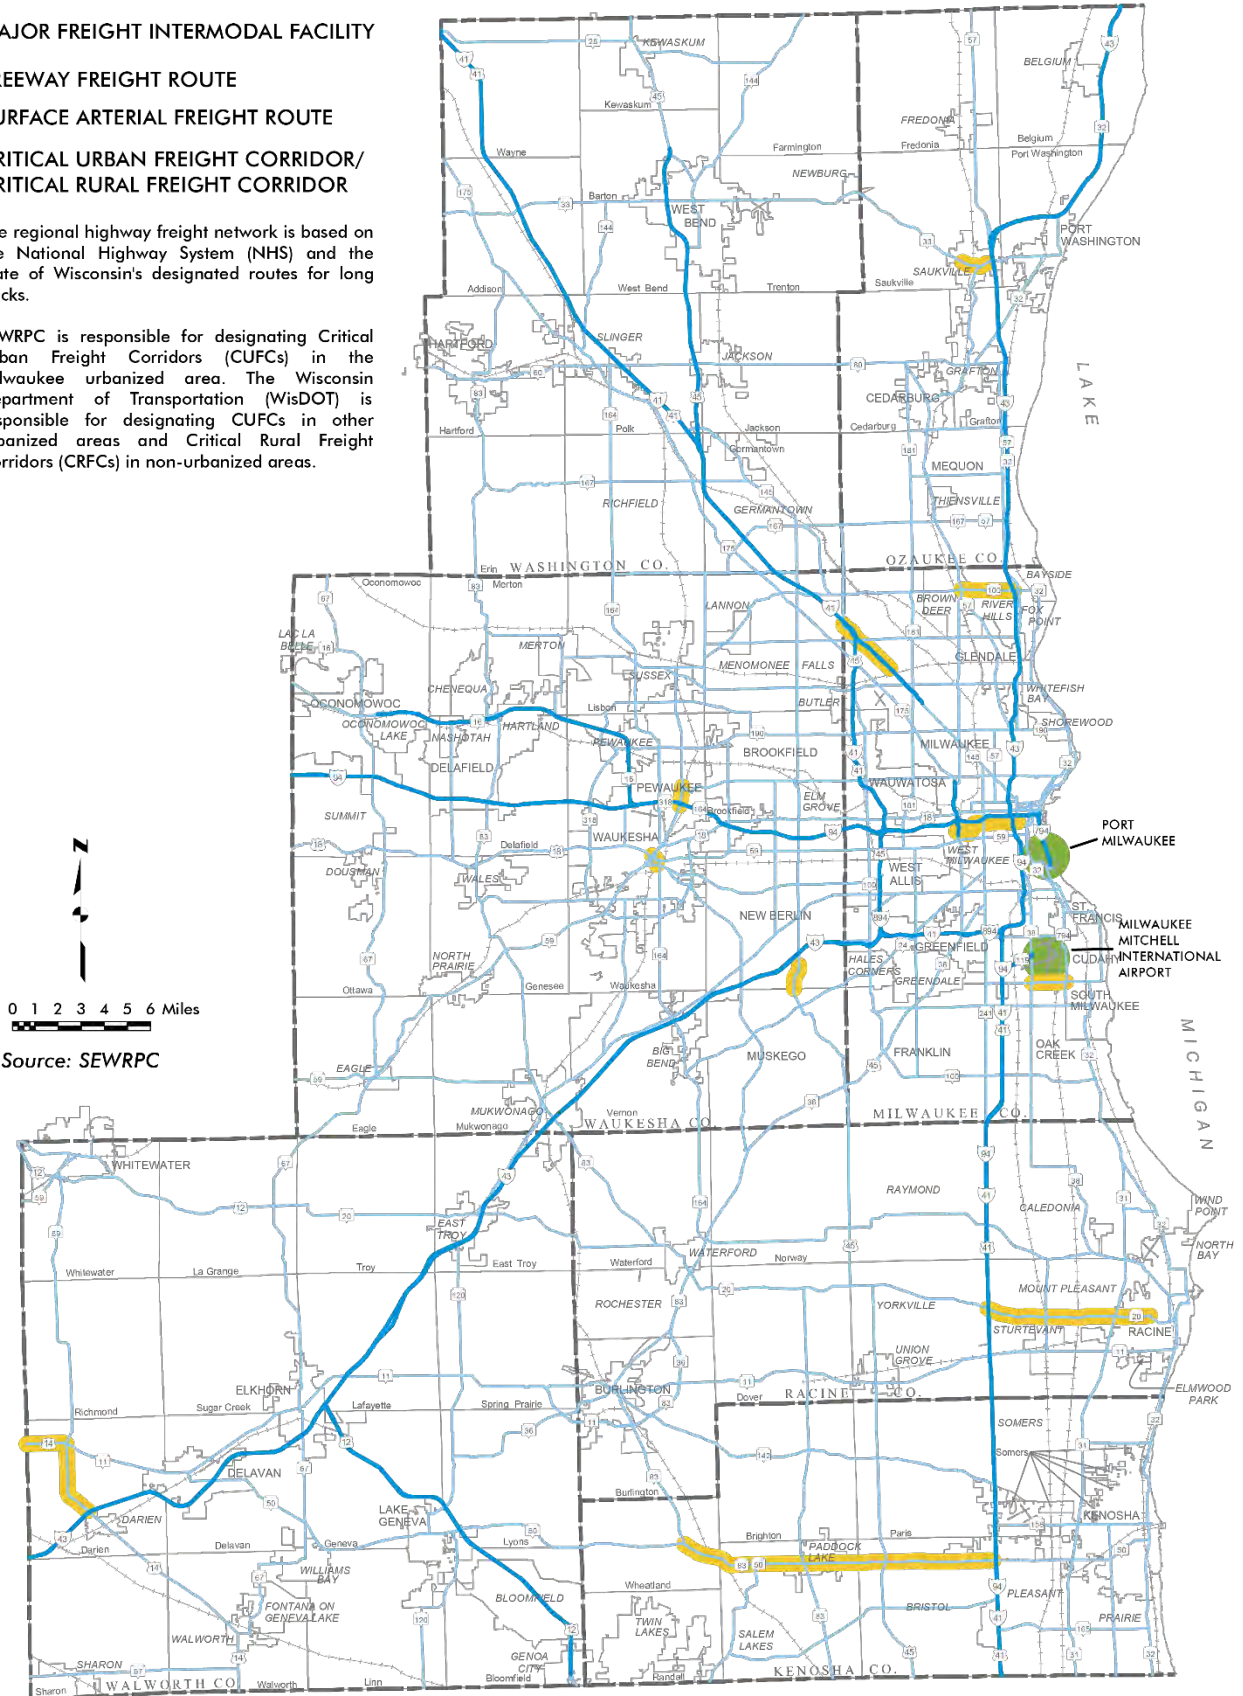 AJOR FREIGHT INTERMODAL FACILITY
REEWAY FREIGHT ROUTE
URFACE ARTERIAL FREIGHT ROUTE
RITICAL URBAN FREIGHT CORRIDOR/
RITICAL RURAL FREIGHT CORRIDOR
e regional highway freight network is based on
e National Highway System (NHS) and the
ate of Wisconsin's designated routes for long
cks.
WRPC is responsible for designating Critical
ban Freight Corridors (CUFCs) in the
lwaukee urbanized area. The Wisconsin
epartment of Transportation (WisDOT) is
sponsible for designating CUFCs in other
banized areas and Critical Rural Freight
orridors (CRFCs) in non-urbanized areas.
KEWASKUM
BELGIUM
Kewaskum
FREDONIA
Belgium
Wayne
Farmington
Fredonia
Port Washington
NEWBURG
Barton
WEST
BEND
PORT
WASHINGTON
SAUKVILLE
Addison
West Bend
Trenton
Saukville
HARTFORD
SLINGER
JACKSON
GRAFTON
CEDARBURG
LAKE
Hartford
Polk
Jackson
Cedarburg
Grafton
Germantown
MEQUON
RICHFIELD
GERMANTOWN
THIENSVILLE
Erin
WASHINGTON CO.
OZAUKEE CO.
Oconomowoc
Merton
BAYSIDE
LANNON
BROWN
DEER
RIVER
HILLS
FOX
POINT
LAC LA
BELLE
MERTON
GLENDALE
MENOMONEE FALLS
SUSSEX
CHENEQUA
WHITEFISH
BAY
OCONOMOWOC
Lisbon
BUTLER
OCONOMOWOC
LAKE
NASHOTAH
HARTLAND
SHOREWOOD
PEWAUKEE
BROOKFIELD
MILWAUKEE
DELAFIELD
PEWAUKEE
WAUWATOSA
ELM
GROVE
Brookfield
SUMMIT
WAUKESHA
PORT
MILWAUKEE
Delafield
WEST
MILWAUKEE
DOUSMAN
WALES
WEST
ALLIS
NEW BERLIN
ST.
FRANCIS
MILWAUKEE
MITCHELL
INTERNATIONAL
AIRPORT
GREENFIELD
CUDAHY
NORTH
PRAIRIE
HALES
CORNERS
GREENDALE
Ottawa
Genesee
Waukesha
SOUTH
MILWAUKEE
0 1 2 3 4 5 6 Miles
Source: SEWRPC
BIG
BEND
MUSKEGO
FRANKLIN
OAK
CREEK
MICHIGAN
EAGLE
MUKWONAGO
Vernon
Eagle
Mukwonago
WAUKESHA CO.
MILWAUKEE CO.
WHITEWATER
RAYMOND
CALEDONIA
WIND
POINT
EAST
TROY
NORTH
BAY
WATERFORD
Norway
Whitewater
La Grange
Troy
East Troy
Waterford
MOUNT PLEASANT
ROCHESTER
YORKVILLE
STURTEVANT
RACINE
UNION
GROVE
ELKHORN
BURLINGTON
Dover
RACINE CO.
ELMWOOD
PARK
Richmond
Sugar Creek
Lafayette
Spring Prairie
SOMERS
Somers
DELAVAN
Burlington
LAKE
GENEVA
KENOSHA
DARIEN
Darien
Delavan
Geneva
Lyons
Brighton
Paris
PADDOCK
LAKE
WILLIAMS
BAY
Wheatland
PLEASANT
BLOOMFIELD
FONTANA ON
GENEVA LAKE
BRISTOL
PRAIRIE
TWIN
LAKES
SALEM
LAKES
WALWORTH
SHARON
GENOA
CITY
Bloomfield
Randall
KENOSHA CO.
Sharon
WALWORTH CO.
Walworth
Linn